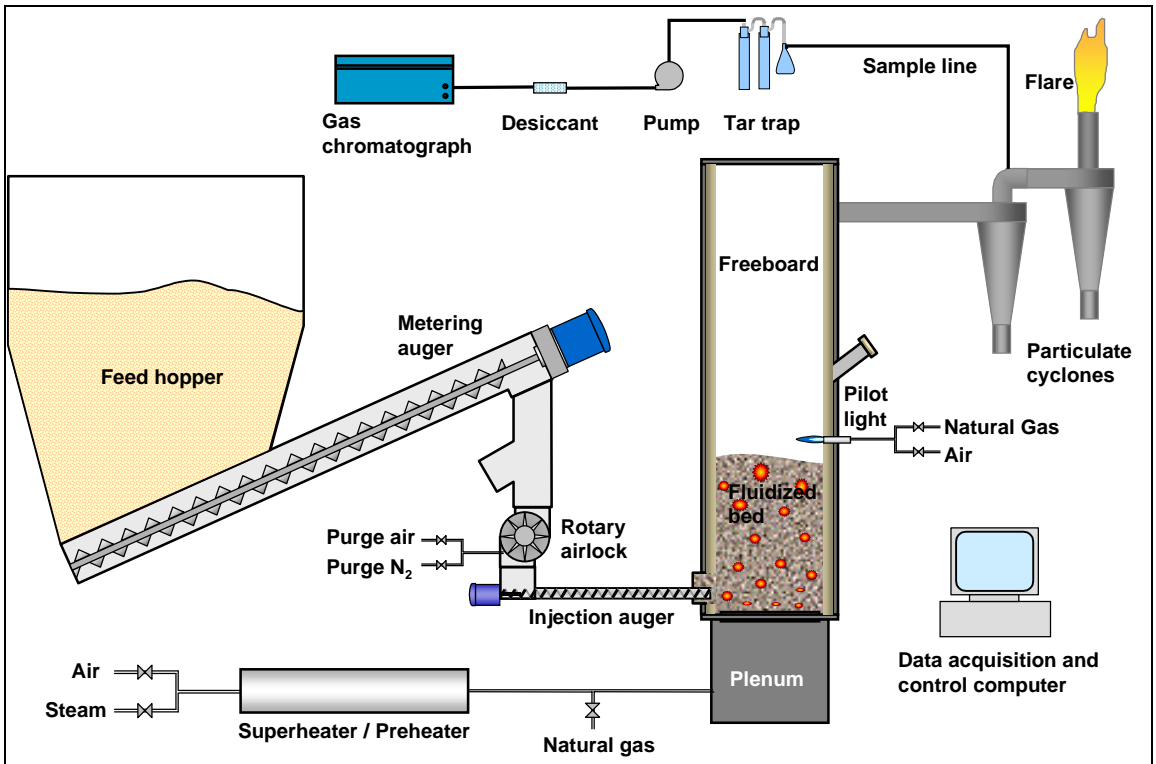 Sample line
Flare
Gas
chromatograph
Desiccant
Pump
Tar trap
Freeboard
Metering
auger
Feed hopper
Particulate
cyclones
Pilot
light
Natural Gas
Air
Fluidized
bed
Purge air
Purge N₂
Rotary
airlock
Injection auger
Air
Steam
Superheater / Preheater
Natural gas
Plenum
Data acquisition and
control computer